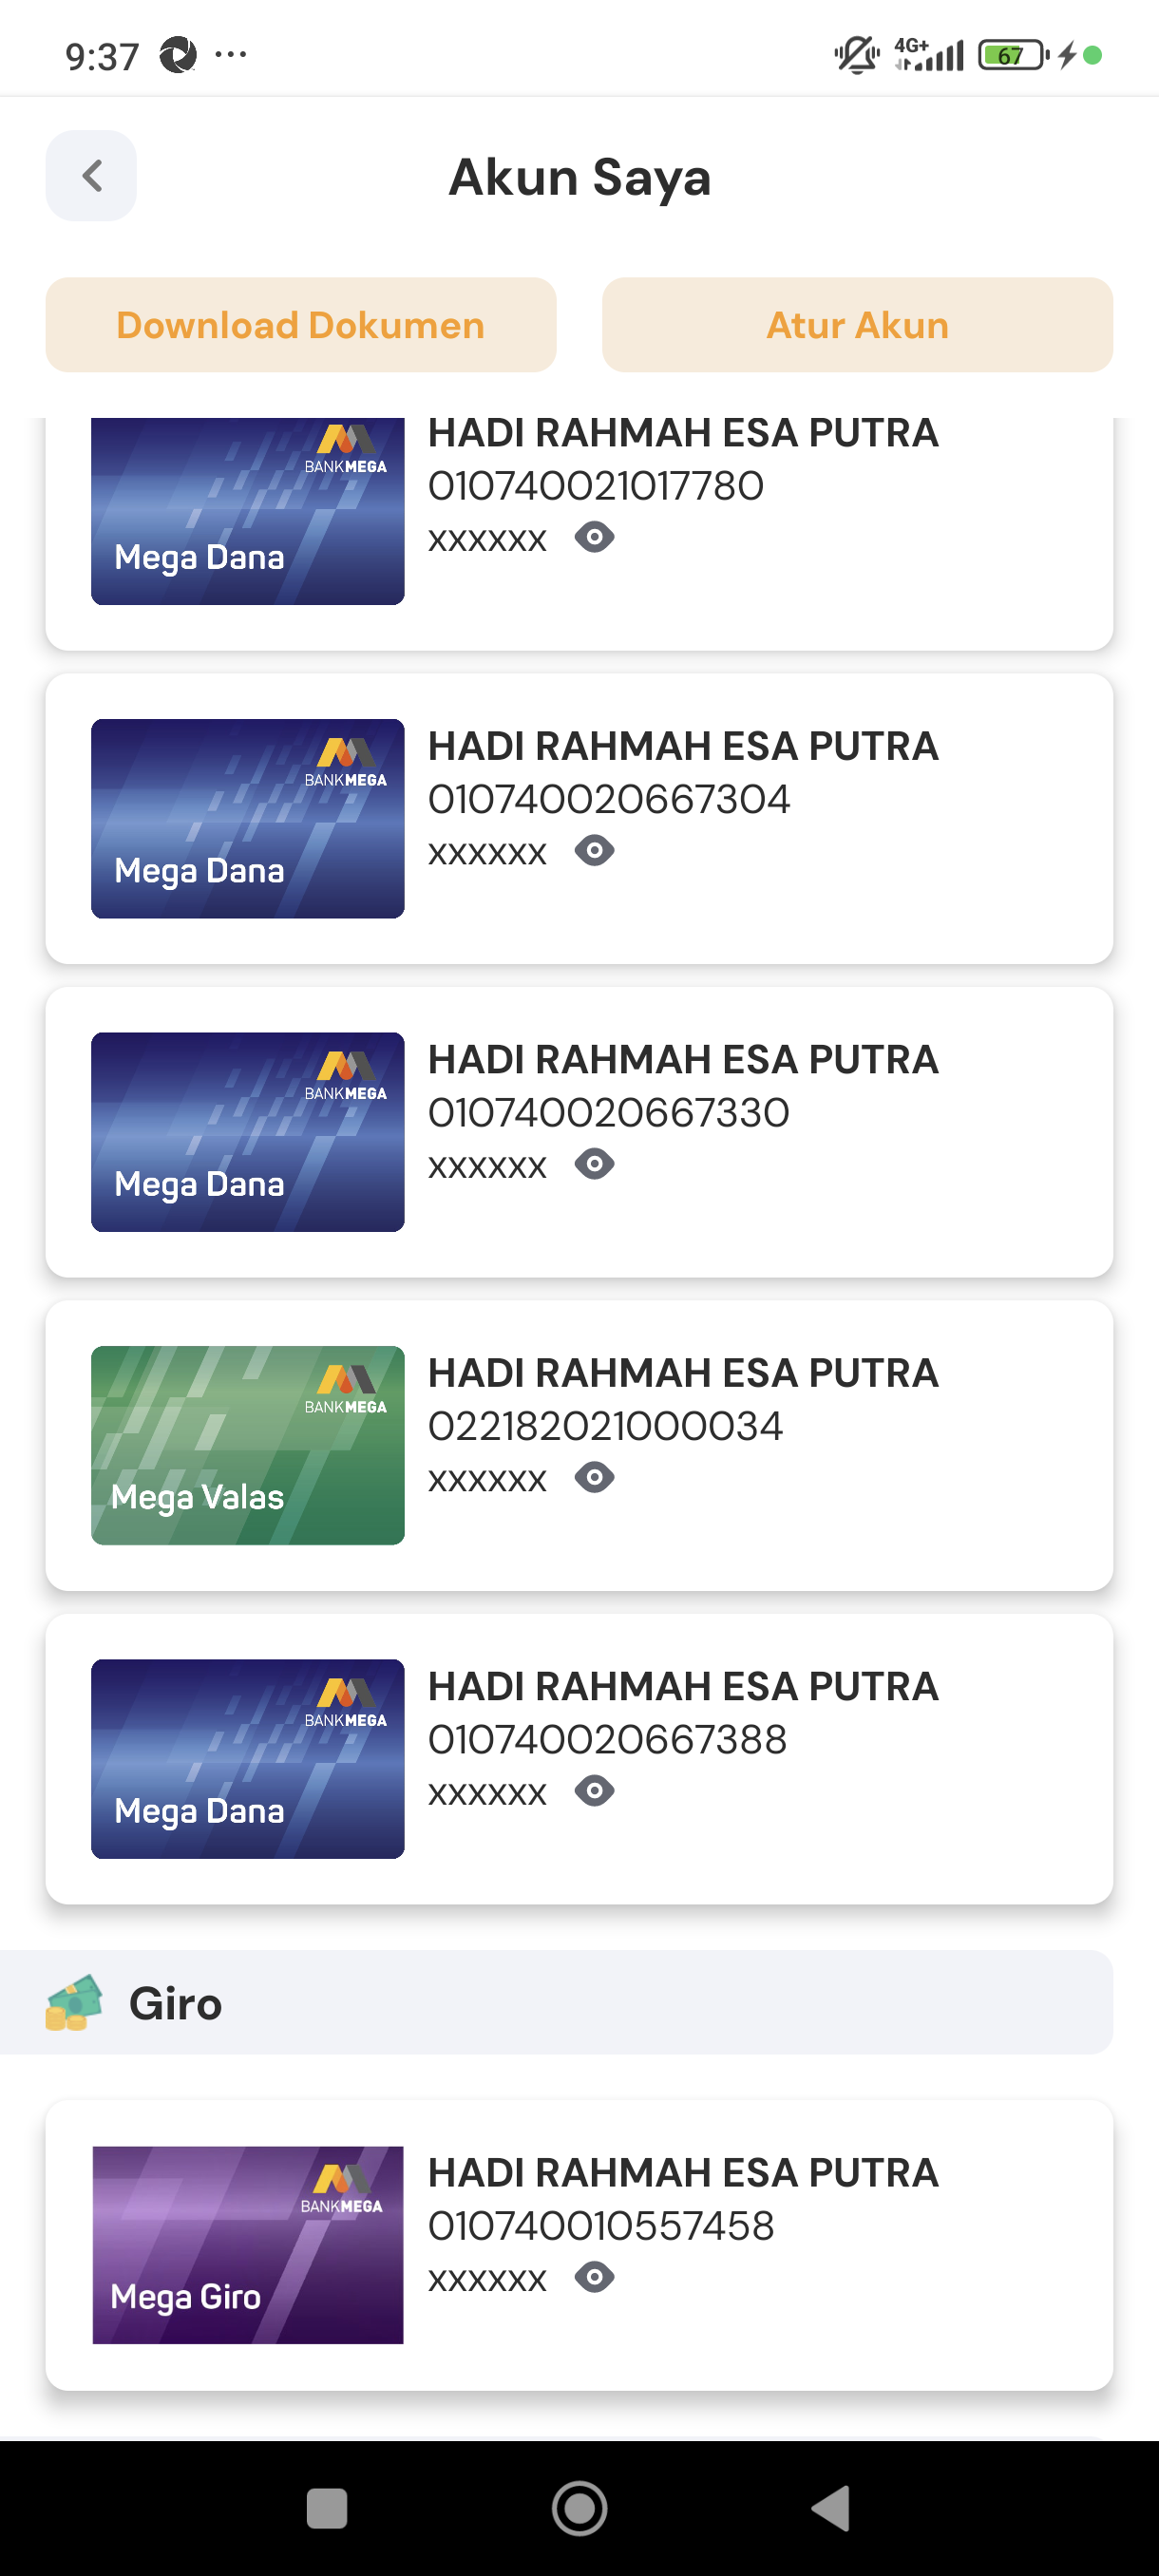 9:37
4G+
67
Akun Saya
Download Dokumen
Atur Akun
BANKMEGA
Mega Dana
HADI RAHMAH ESA PUTRA
010740021017780
xxxxxx
BANKMEGA
Mega Dana
HADI RAHMAH ESA PUTRA
010740020667304
xxxxxx
BANKMEGA
Mega Dana
HADI RAHMAH ESA PUTRA
010740020667330
xxxxxx
BANKMEGA
Mega Valas
HADI RAHMAH ESA PUTRA
022182021000034
xxxxxx
BANKMEGA
Mega Dana
HADI RAHMAH ESA PUTRA
010740020667388
xxxxxx
Giro
BANKMEGA
Mega Giro
HADI RAHMAH ESA PUTRA
010740010557458
xxxxxx